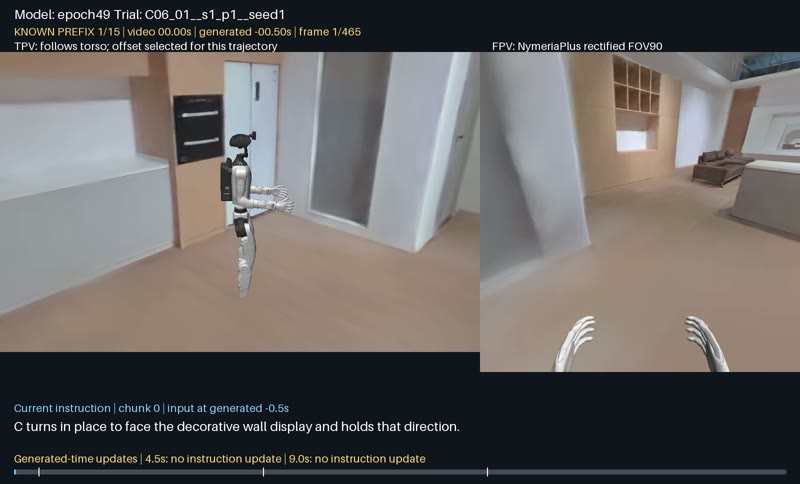 Model: epoch49 Trial: C06_01__s1_p1__seed1
KNOWN PREFIX 1/15 | video 00.00s | generated -00.50s | frame 1/465
TPV: follows torso; offset selected for this trajectory
FPV: NymeriaPlus rectified FOV90
Current instruction | chunk 0 | input at generated -0.5s
C turns in place to face the decorative wall display and holds that direction.
Generated-time updates | 4.5s: no instruction update | 9.0s: no instruction update